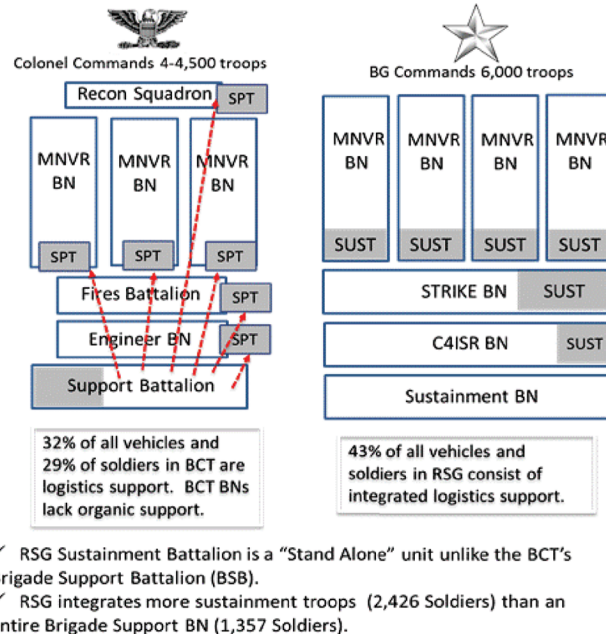 Colonel Commands 4-4,500 troops
Recon Squadron
SPT
MNVR
BN
MNVR
BN
MNVR
BN
SPT
SPT
SPT
Fires Battalion
SPT
Engineer BN
SPT
Support Battalion
32% of all vehicles and
29% of soldiers in BCT are
logistics support. BCT BNs
lack organic support.
BG Commands 6,000 troops
MNVR
BN
MNVR
BN
MNVR
BN
MNVR
BN
SUST
SUST
SUST
SUST
STRIKE BN
SUST
C4ISR BN
SUST
Sustainment BN
43% of all vehicles and
soldiers in RSG consist of
integrated logistics support.
✓ RSG Sustainment Battalion is a “Stand Alone” unit unlike the BCT’s
rigade Support Battalion (BSB).
✓ RSG integrates more sustainment troops (2,426 Soldiers) than an
ntire Brigade Support BN (1,357 Soldiers).